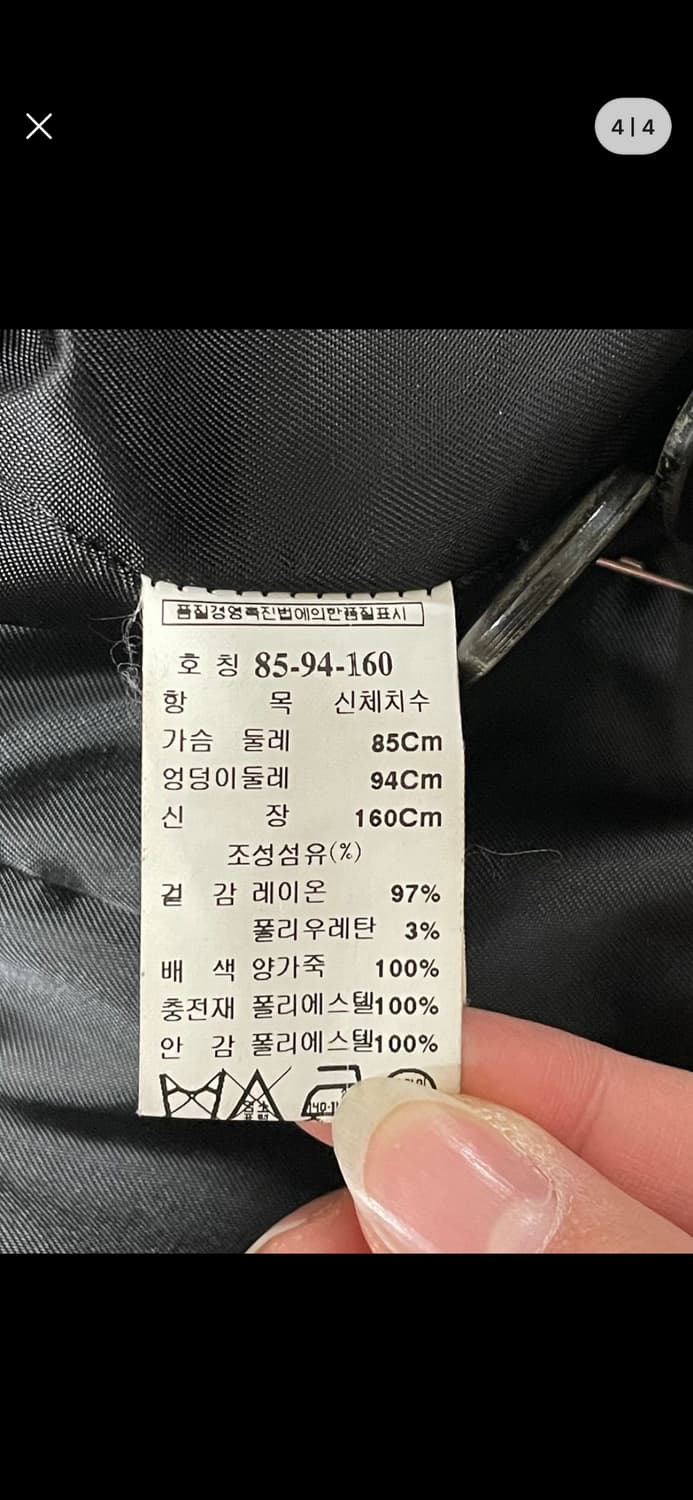 4|4
품질경영촉진법에의한품질표시
호 칭 85-94-160
항 목 신체치수
가슴 둘레 85Cm
엉덩이둘레 94Cm
신 장 160Cm
조성섬유(%)
겉 감 레이온 97%
폴리우레탄 3%
배 색 양가죽 100%
충전재 폴리에스텔100%
안 감 폴리에스텔100%